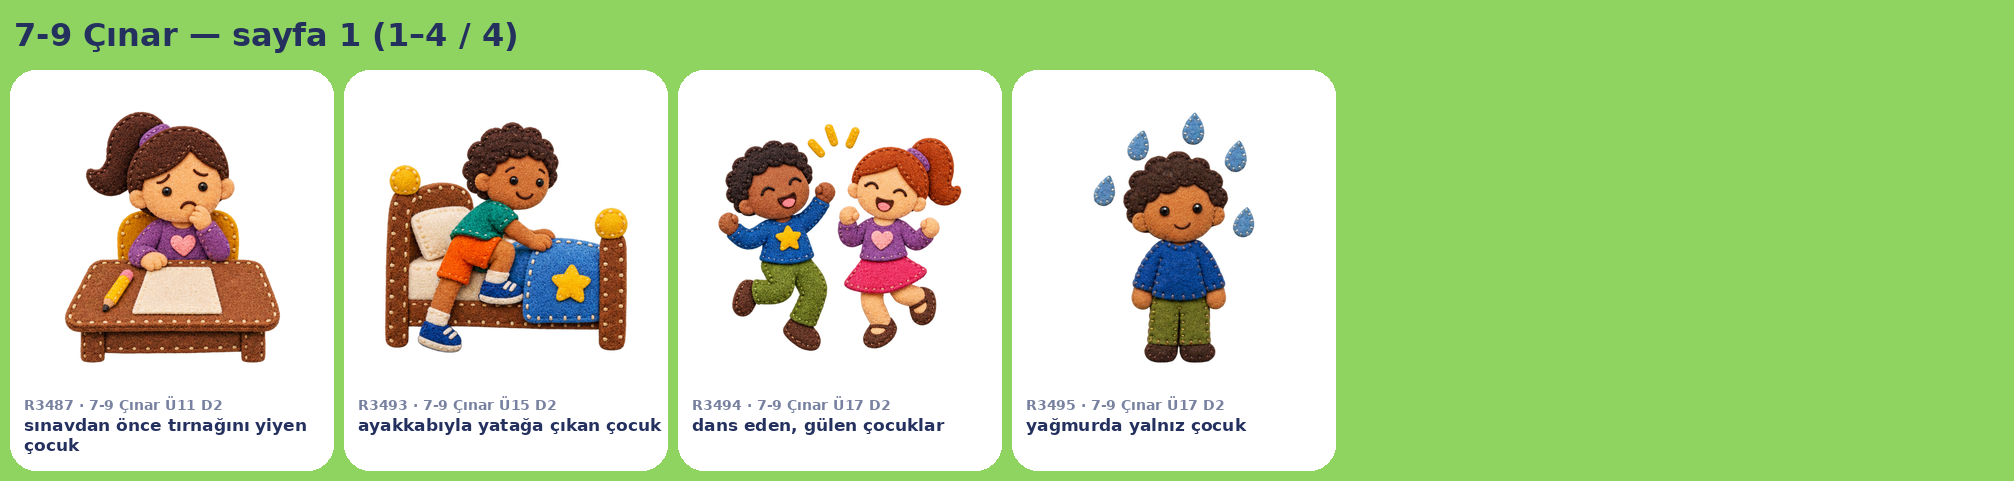 7-9 Çınar — sayfa 1 (1–4 / 4)
R3487 · 7-9 Çınar Ü11 D2
sınavdan önce tırnağını yiyen
çocuk
R3493 · 7-9 Çınar Ü15 D2
ayakkabıyla yatağa çıkan çocuk
R3494 · 7-9 Çınar Ü17 D2
dans eden, gülen çocuklar
R3495 · 7-9 Çınar Ü17 D2
yağmurda yalnız çocuk